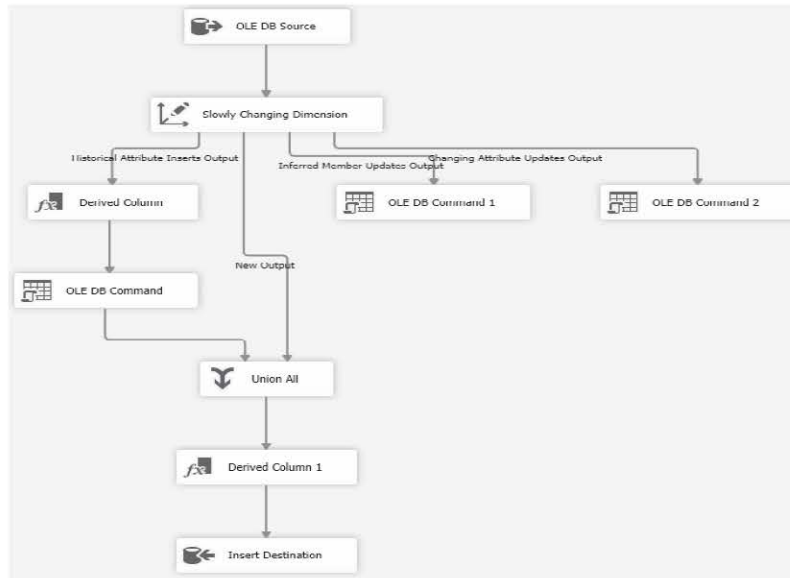 OLE DB Source
Slowly Changing Dimension
Historical Attribute Inserts Output
Inferred Member Updates Output
Changing Attribute Updates Output
Derived Column
OLE DB Command 1
OLE DB Command 2
New Output
OLE DB Command
Union All
Derived Column 1
Insert Destination